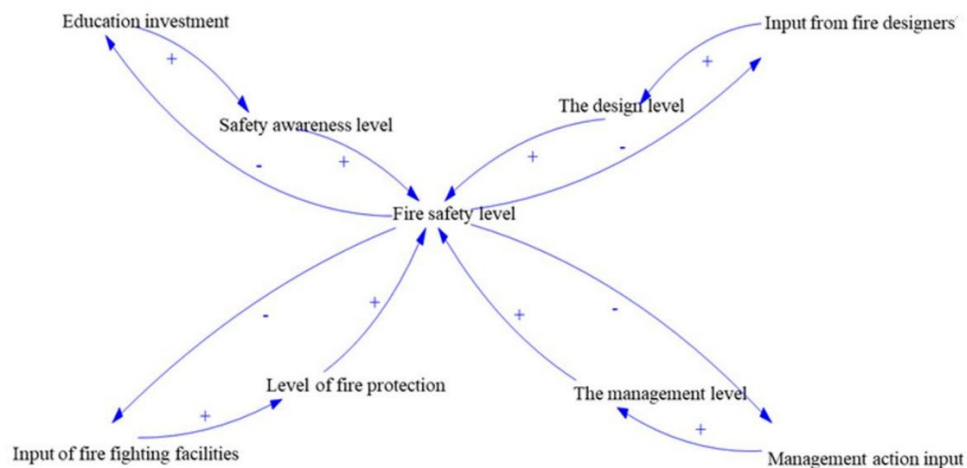 Education investment
Input from fire designers
+
+
The design level
Safety awareness level
-
+
+
-
Fire safety level
-
+
+
-
Level of fire protection
The management level
+
+
Input of fire fighting facilities
Management action input